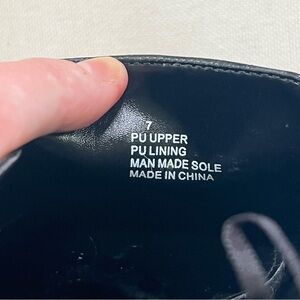 7
PU UPPER
PU LINING
MAN MADE SOLE
MADE IN CHINA